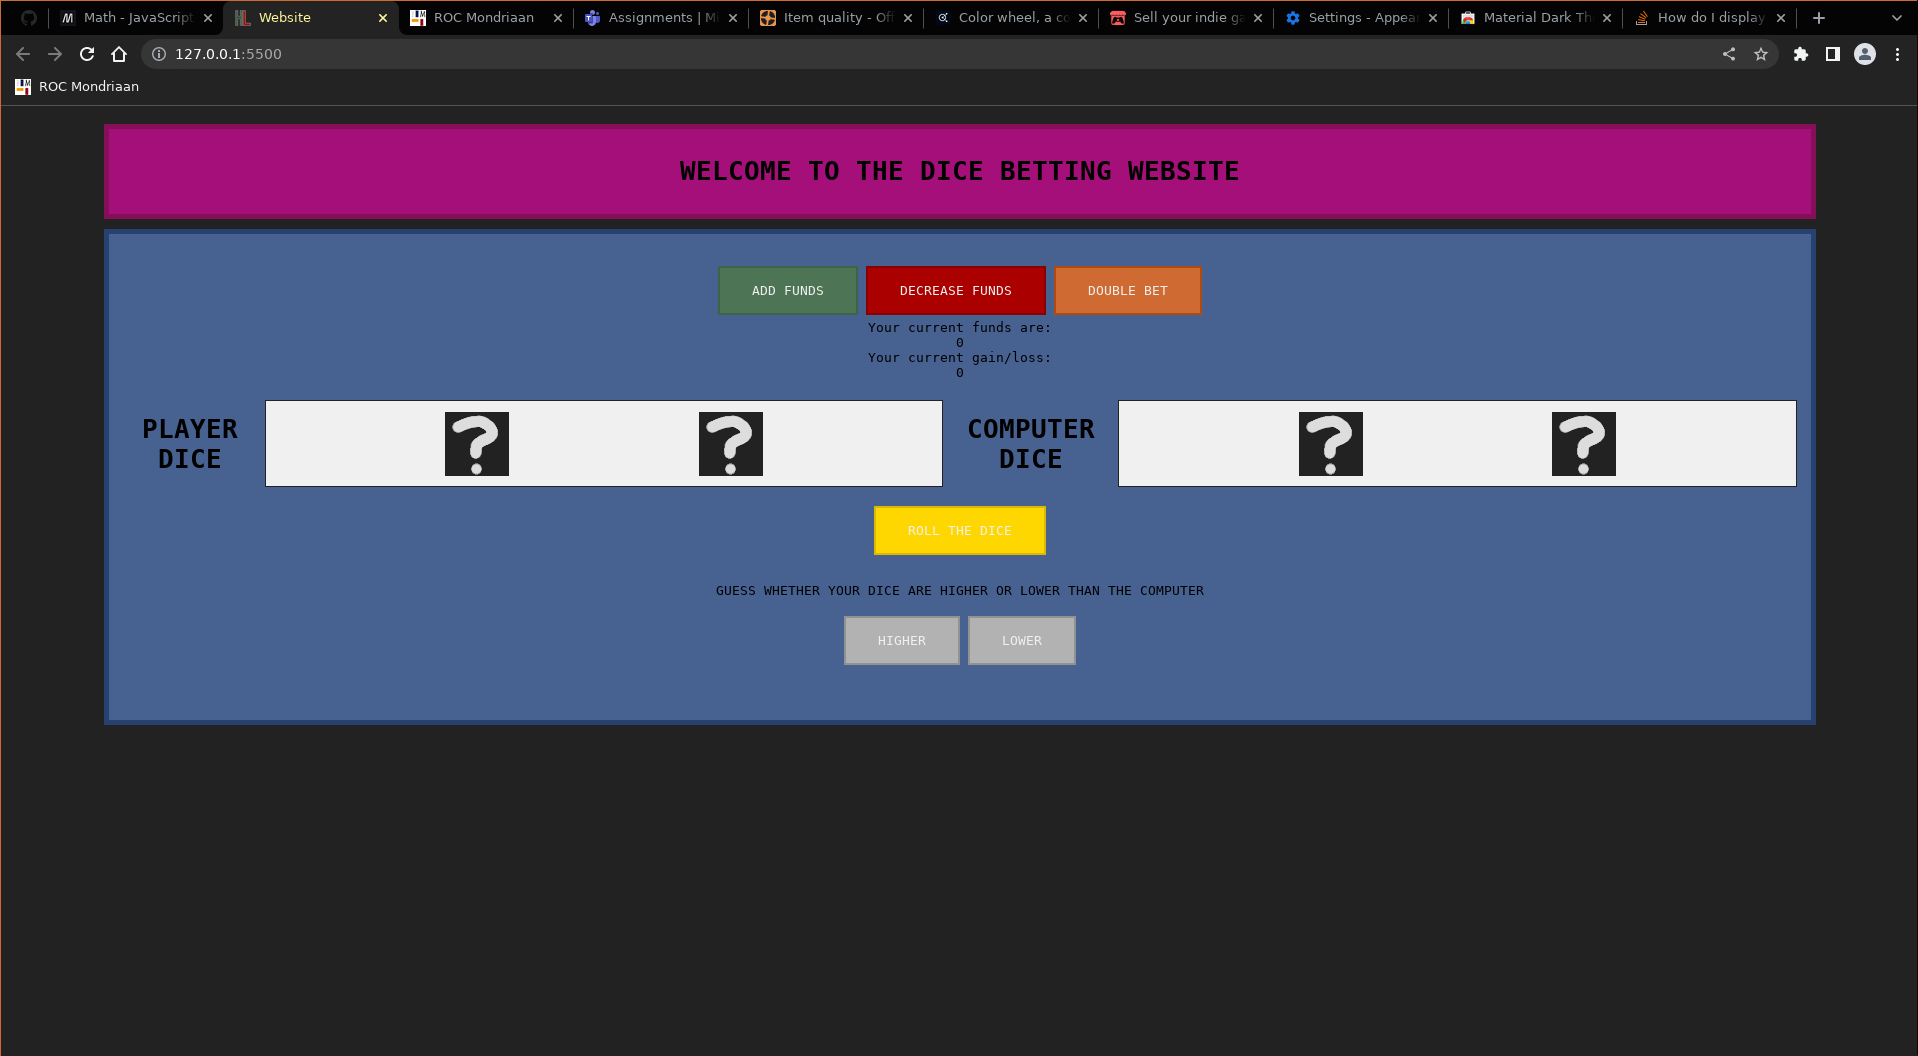 Math - JavaScript
Website
ROC Mondriaan
Assignments | Mi
Item quality - Off
Color wheel, a co
Sell your indie ga
Settings - Appear
Material Dark Th
How do I display
127.0.0.1:5500
ROC Mondriaan
WELCOME TO THE DICE BETTING WEBSITE
ADD FUNDS
DECREASE FUNDS
DOUBLE BET
Your current funds are:
0
Your current gain/loss:
0
PLAYER
DICE
? ?
COMPUTER
DICE
? ?
ROLL THE DICE
GUESS WHETHER YOUR DICE ARE HIGHER OR LOWER THAN THE COMPUTER
HIGHER
LOWER